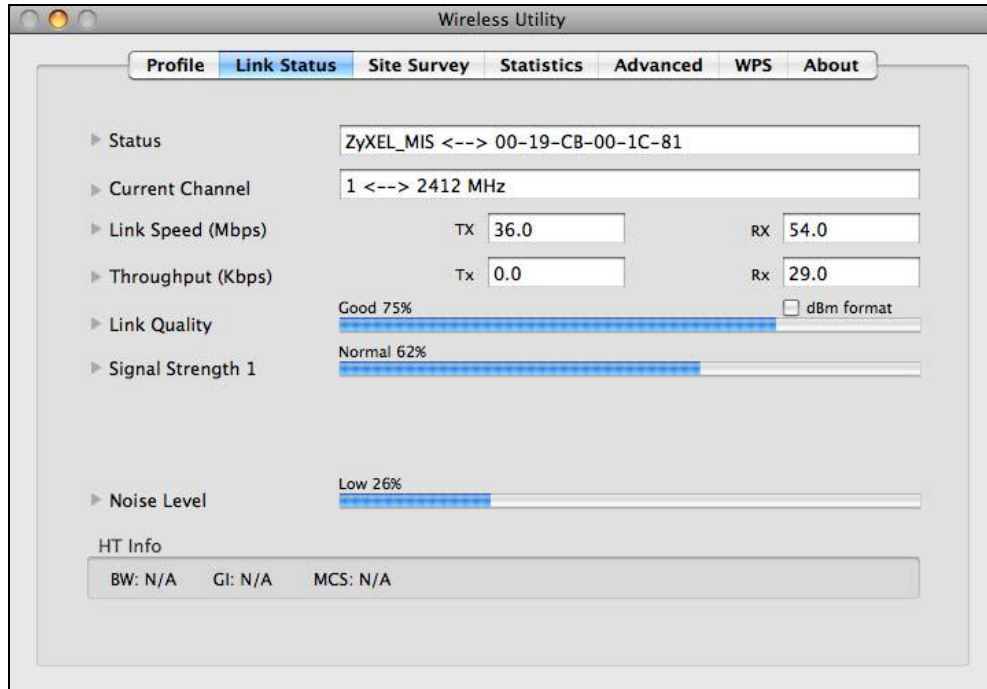 Wireless Utility
Profile Link Status Site Survey Statistics Advanced WPS About
Status ZyXEL_MIS <--> 00-19-CB-00-1C-81
Current Channel 1 <--> 2412 MHz
Link Speed (Mbps) TX 36.0 RX 54.0
Throughput (Kbps) Tx 0.0 Rx 29.0
Good 75% dBm format
Link Quality
Normal 62%
Signal Strength 1
Low 26%
Noise Level
HT Info
BW: N/A GI: N/A MCS: N/A